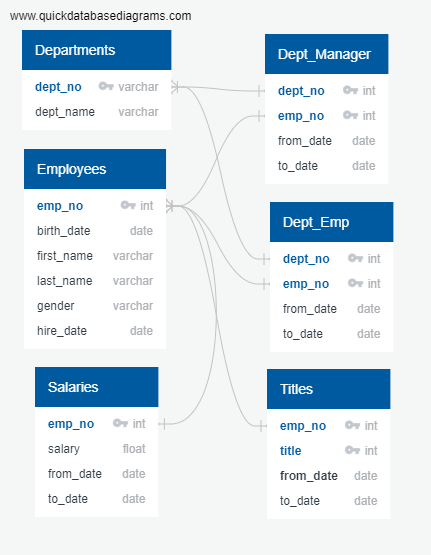 www.quickdatabasediagrams.com
Departments
dept_no varchar
dept_name varchar
Dept_Manager
dept_no int
emp_no int
from_date date
to_date date
Employees
emp_no int
birth_date date
first_name varchar
last_name varchar
gender varchar
hire_date date
Dept_Emp
dept_no int
emp_no int
from_date date
to_date date
Salaries
emp_no int
salary float
from_date date
to_date date
Titles
emp_no int
title int
from_date date
to_date date